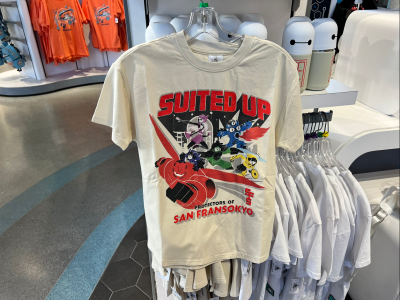 SUITED UP
PROTECTORS OF
SAN FRANSOKYO